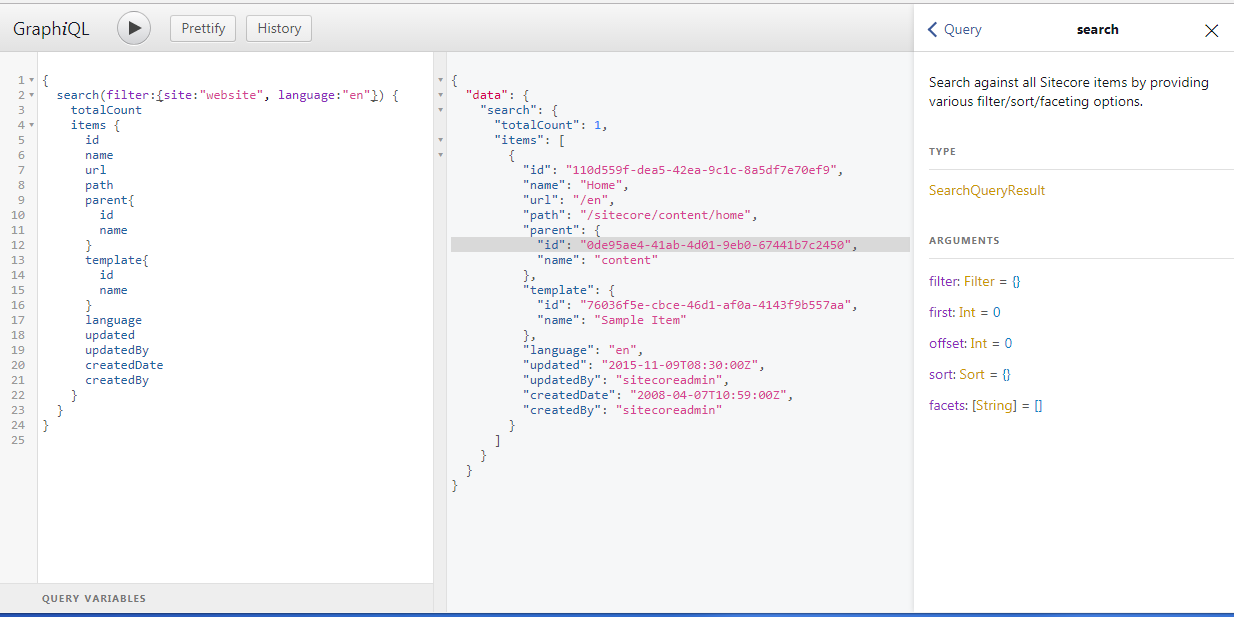 GraphiQL
Prettify
History
1 {
2 search(filter:{site:"website", language:"en"}) {
3 totalCount
4 items {
5 id
6 name
7 url
8 path
9 parent{
10 id
11 name
12 }
13 template{
14 id
15 name
16 }
17 language
18 updated
19 updatedBy
20 createdDate
21 createdBy
22 }
23 }
24 }
25
QUERY VARIABLES
{
"data": {
"search": {
"totalCount": 1,
"items": [
{
"id": "110d559f-dea5-42ea-9c1c-8a5df7e70ef9",
"name": "Home",
"url": "/en",
"path": "/sitecore/content/home",
"parent": {
"id": "0de95ae4-41ab-4d01-9eb0-67441b7c2450",
"name": "content"
},
"template": {
"id": "76036f5e-cbce-46d1-af0a-4143f9b557aa",
"name": "Sample Item"
},
"language": "en",
"updated": "2015-11-09T08:30:00Z",
"updatedBy": "sitecoreadmin",
"createdDate": "2008-04-07T10:59:00Z",
"createdBy": "sitecoreadmin"
}
]
}
}
}
Query
search
Search against all Sitecore items by providing
various filter/sort/faceting options.
TYPE
SearchQueryResult
ARGUMENTS
filter: Filter = {}
first: Int = 0
offset: Int = 0
sort: Sort = {}
facets: [String] = []